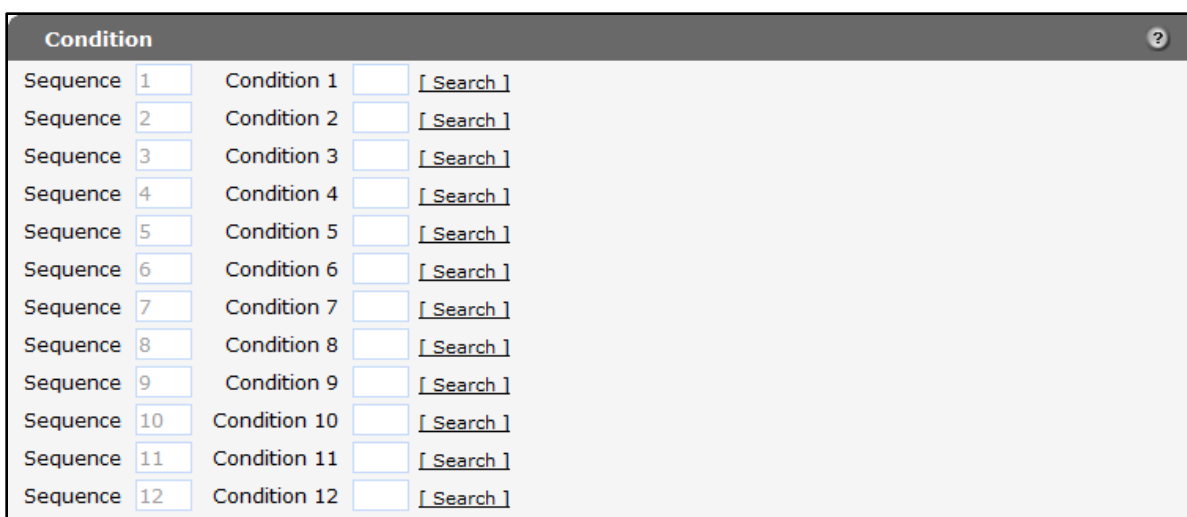 Condition ?
Sequence 1 Condition 1 [ Search ]
Sequence 2 Condition 2 [ Search ]
Sequence 3 Condition 3 [ Search ]
Sequence 4 Condition 4 [ Search ]
Sequence 5 Condition 5 [ Search ]
Sequence 6 Condition 6 [ Search ]
Sequence 7 Condition 7 [ Search ]
Sequence 8 Condition 8 [ Search ]
Sequence 9 Condition 9 [ Search ]
Sequence 10 Condition 10 [ Search ]
Sequence 11 Condition 11 [ Search ]
Sequence 12 Condition 12 [ Search ]